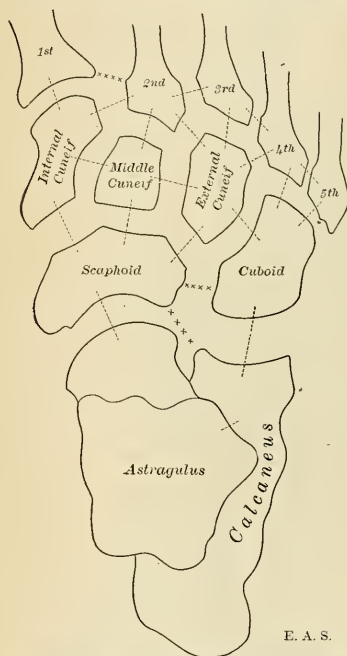 1st
2nd
3rd
4th
5th
Internal
Cuneif
Middle
Cuneif
External
Cuneif
Scaphoid
Cuboid
Astragulus
Calcaneus
E. A. S.